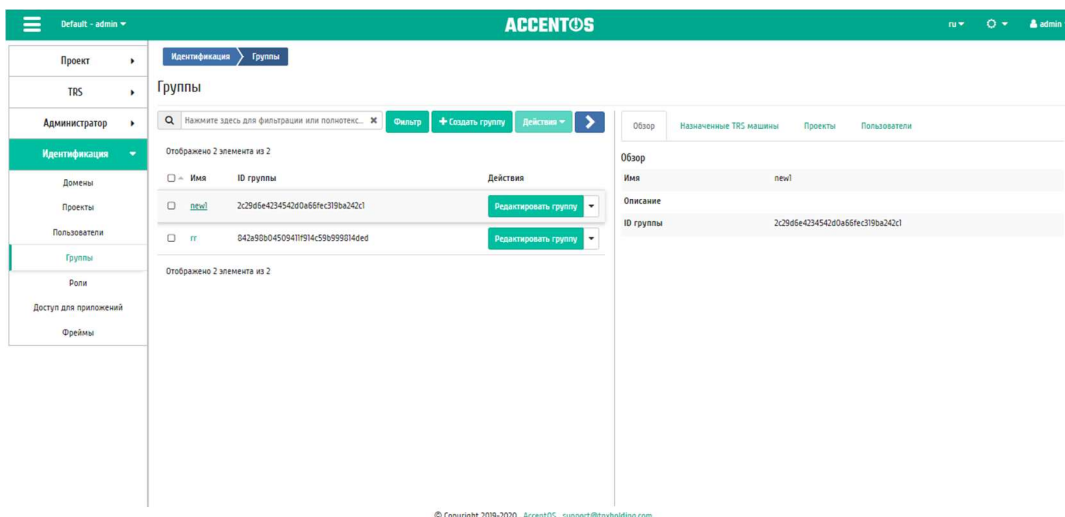 Default - admin
ACCENTOS
ru
admin
Проект
TRS
Администратор
Идентификация
Домены
Проекты
Пользователи
Группы
Роли
Доступ для приложений
Фреймы
Идентификация Группы
Группы
Нажмите здесь для фильтрации или полнотекс..
Фильтр
Создать группу
Действия
Отображено 2 элемента из 2
Имя ID группы Действия
new1 2c29d6e4234542d0a66fec319ba242c1 Редактировать группу
rr 842a98b04509411f914c59b999814ded Редактировать группу
Отображено 2 элемента из 2
Обзор Назначенные TRS машины Проекты Пользователи
Обзор
Имя new1
Описание
ID группы 2c29d6e4234542d0a66fec319ba242c1
© Copyright 2019-2020 AccentOS support@tnxholding.com